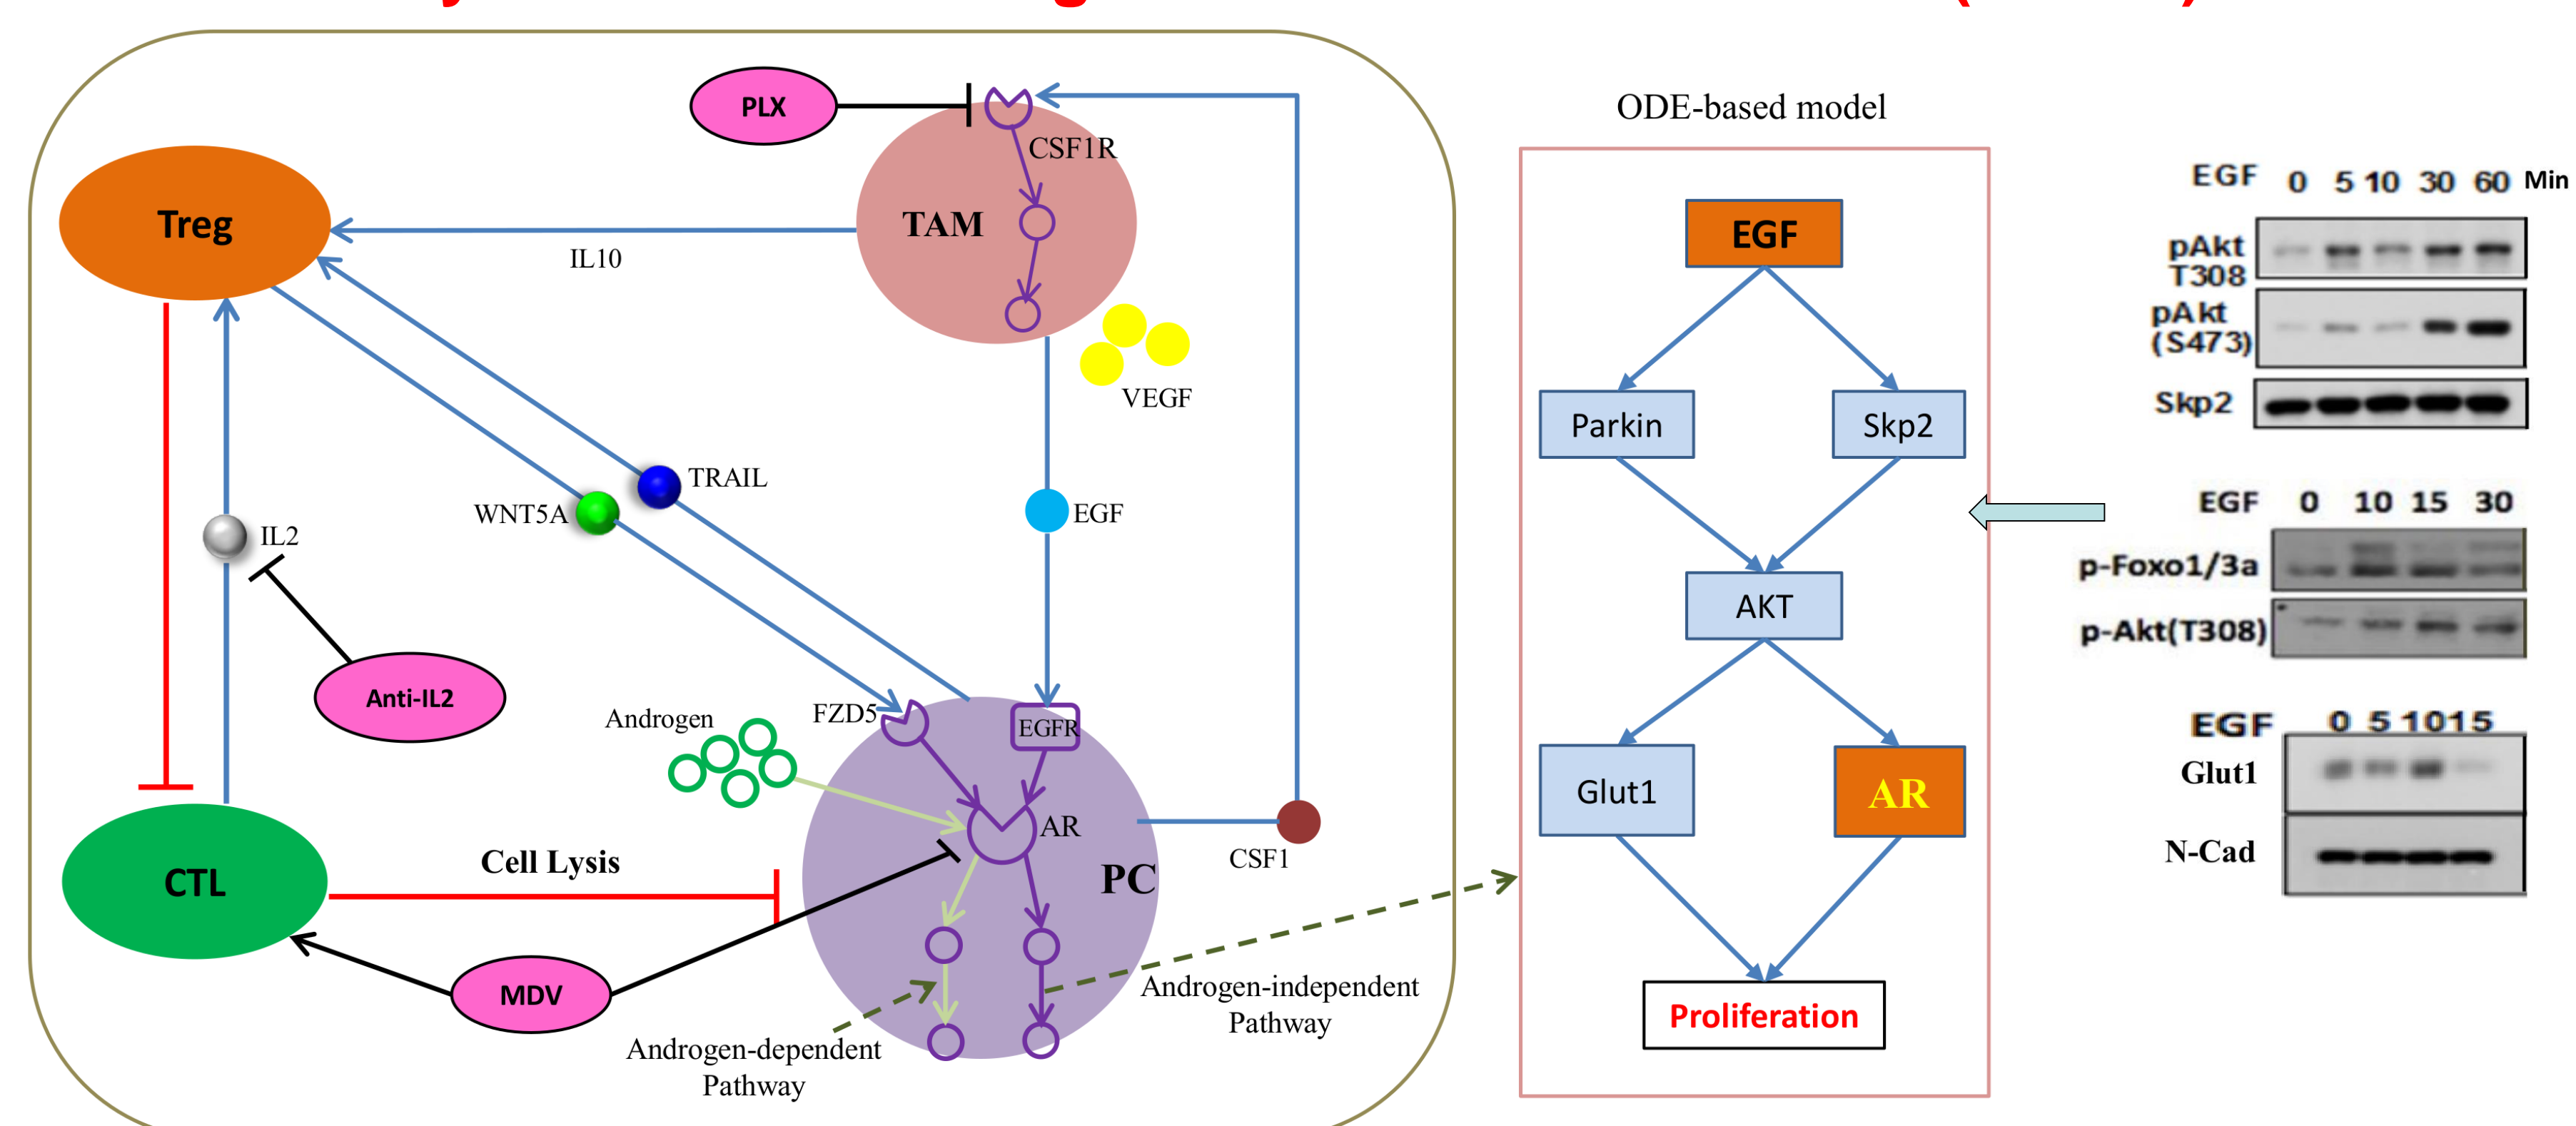 PLX
CSF1R
TAM
Treg
IL10
VEGF
TRAIL
WNT5A
EGF
IL2
Anti-IL2
Androgen
FZD5
EGFR
AR
Cell Lysis
PC
CSF1
CTL
MDV
Androgen-dependent
Pathway
Androgen-independent
Pathway
ODE-based model
EGF
Parkin
Skp2
AKT
Glut1
AR
Proliferation
EGF 0 5 10 30 60 Min
pAkt
T308
pAkt
(S473)
Skp2
EGF 0 10 15 30
p-Foxo1/3a
p-Akt(T308)
EGF 0 5 10 15
Glut1
N-Cad